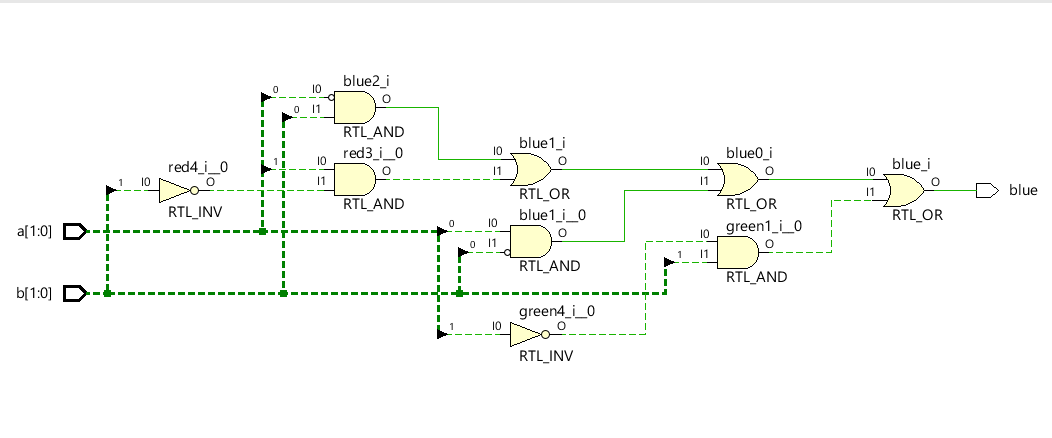 blue2_i
0 I0
0 I1
O
RTL_AND
red3_i__0
1 I0
I1
O
RTL_AND
red4_i__0
1 I0 O
RTL_INV
a[1:0]
b[1:0]
blue1_i
I0
I1
O
RTL_OR
blue1_i__0
0 I0
0 I1
O
RTL_AND
green4_i__0
1 I0 O
RTL_INV
blue0_i
I0
I1
O
RTL_OR
green1_i__0
I0
1 I1
O
RTL_AND
blue_i
I0
I1
O
RTL_OR
blue